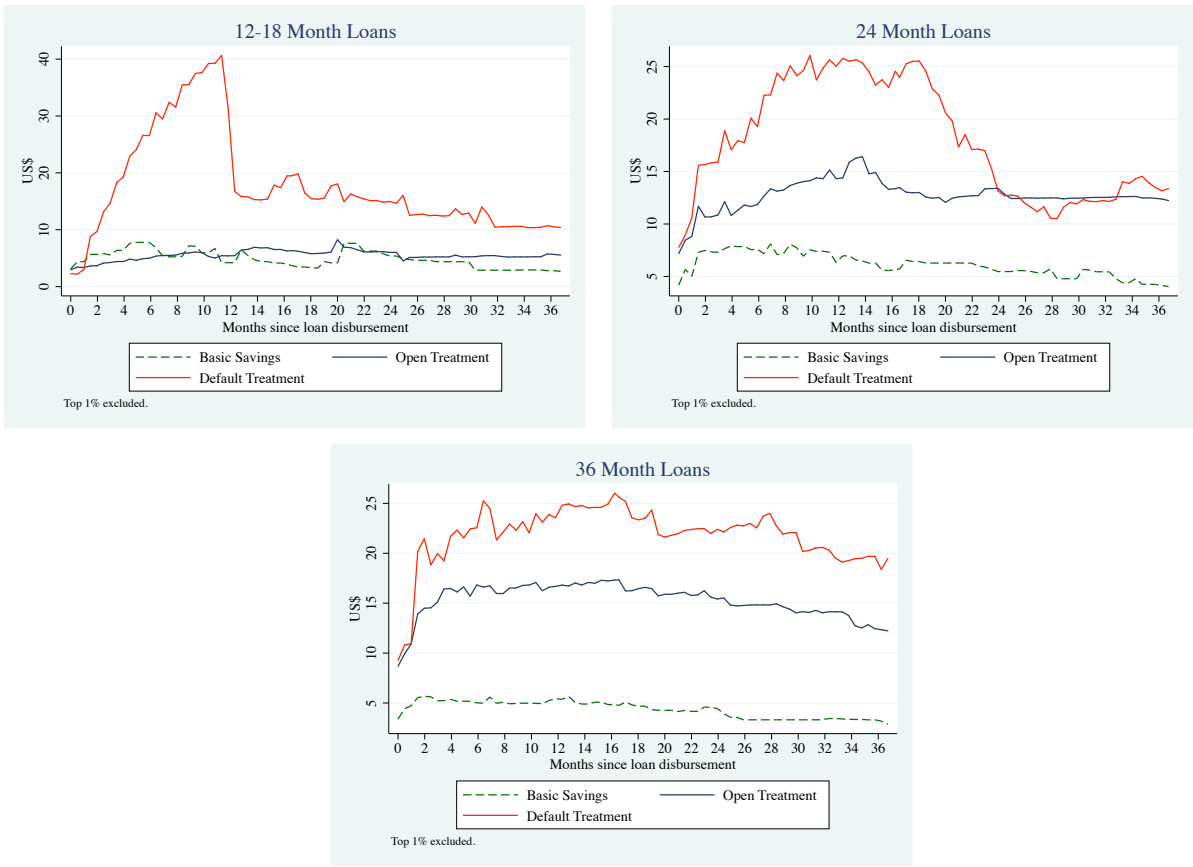 12-18 Month Loans
US$
40
30
20
10
0
0 2 4 6 8 10 12 14 16 18 20 22 24 26 28 30 32 34 36
Months since loan disbursement
Basic Savings Open Treatment
Default Treatment
Top 1% excluded.
24 Month Loans
US$
25
20
15
10
5
0 2 4 6 8 10 12 14 16 18 20 22 24 26 28 30 32 34 36
Months since loan disbursement
Basic Savings Open Treatment
Default Treatment
Top 1% excluded.
36 Month Loans
US$
25
20
15
10
5
0 2 4 6 8 10 12 14 16 18 20 22 24 26 28 30 32 34 36
Months since loan disbursement
Basic Savings Open Treatment
Default Treatment
Top 1% excluded.